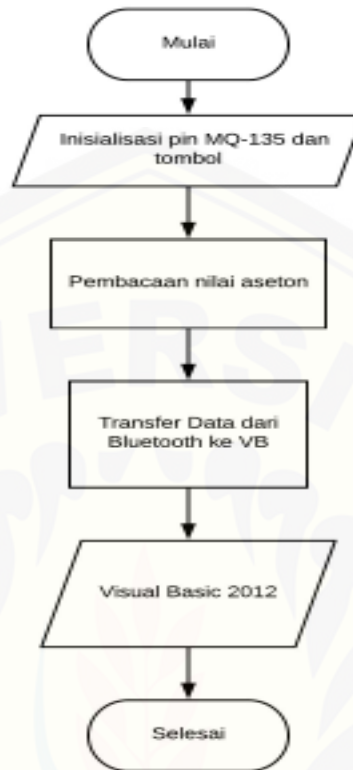 Mulai
Inisialisasi pin MQ-135 dan
tombol
Pembacaan nilai aseton
Transfer Data dari
Bluetooth ke VB
Visual Basic 2012
Selesai